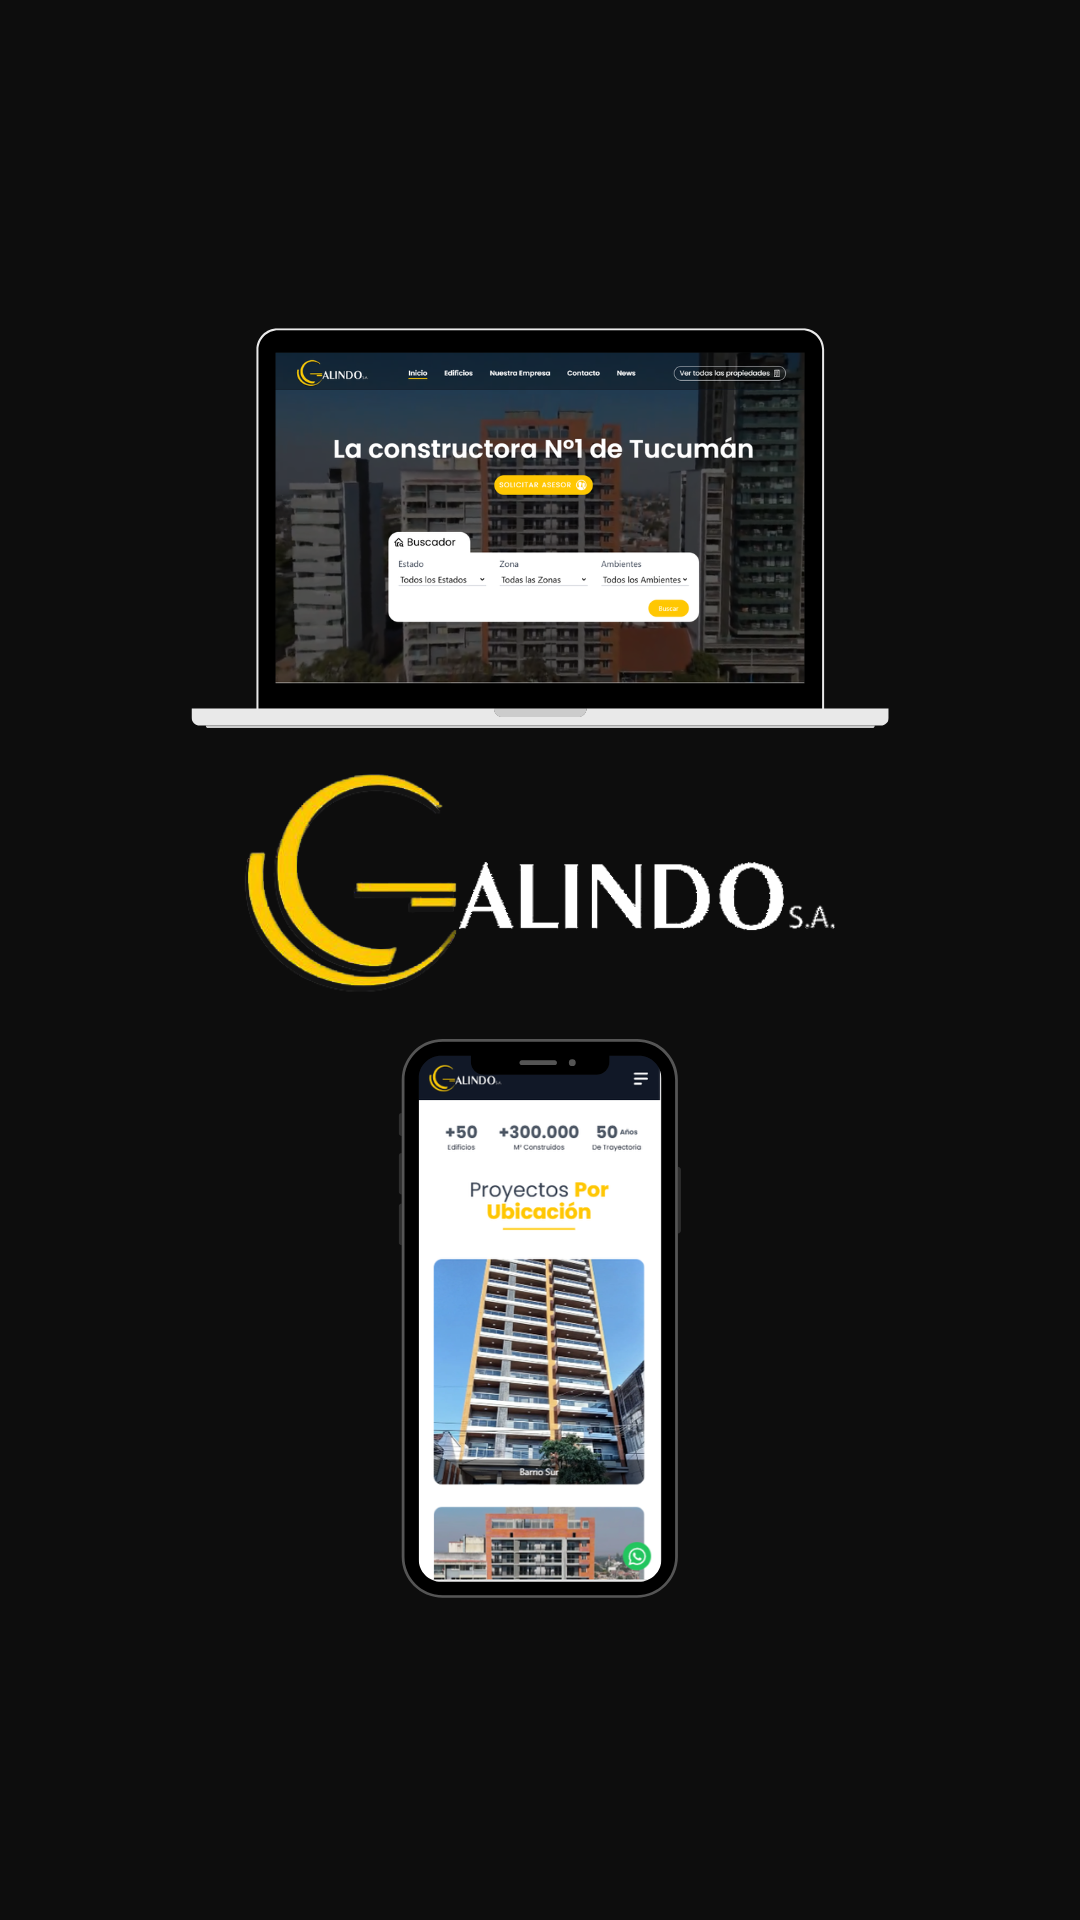 GALINDO S.A.
Inicio Edificios Nuestra Empresa Contacto News Ver todas las propiedades
La constructora N°1 de Tucumán
SOLICITAR ASESOR
Buscador
Estado Zona Ambientes
Todos los Estados Todas las Zonas Todos los Ambientes
Buscar
GALINDO S.A.
GALINDO S.A.
+50 +300.000 50 Años
Edificios M² Construidos De Trayectoria
Proyectos Por
Ubicación
Barrio Sur